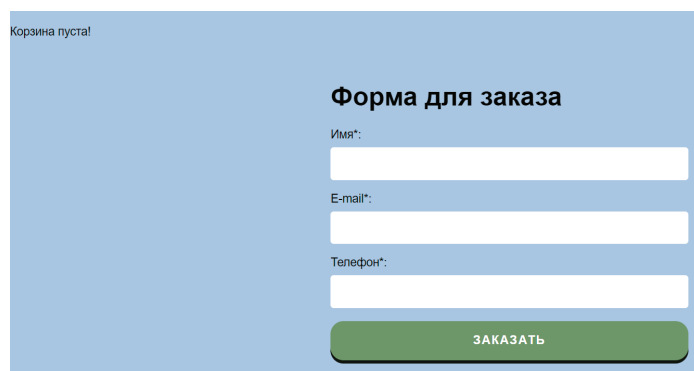 Корзина пуста!
Форма для заказа
Имя*:
E-mail*:
Телефон*:
ЗАКАЗАТЬ